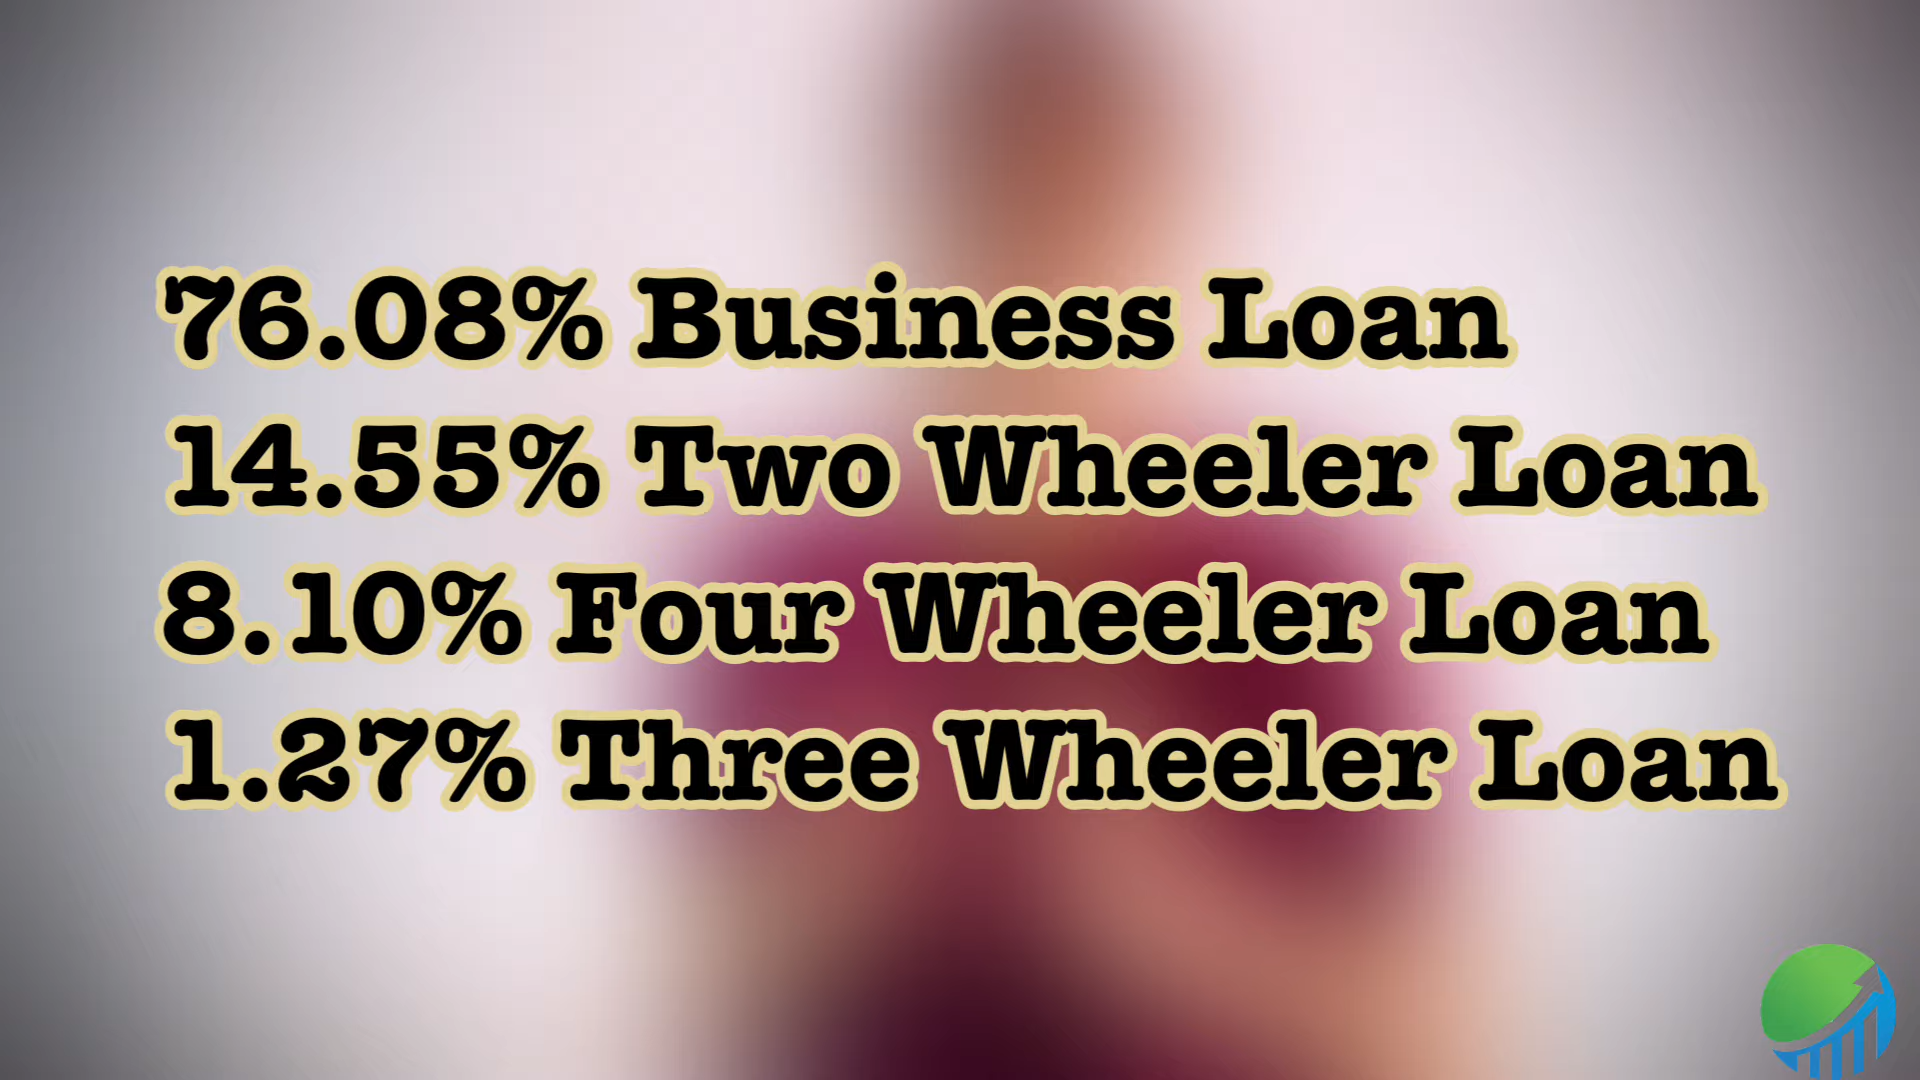 76.08% Business Loan
14.55% Two Wheeler Loan
8.10% Four Wheeler Loan
1.27% Three Wheeler Loan